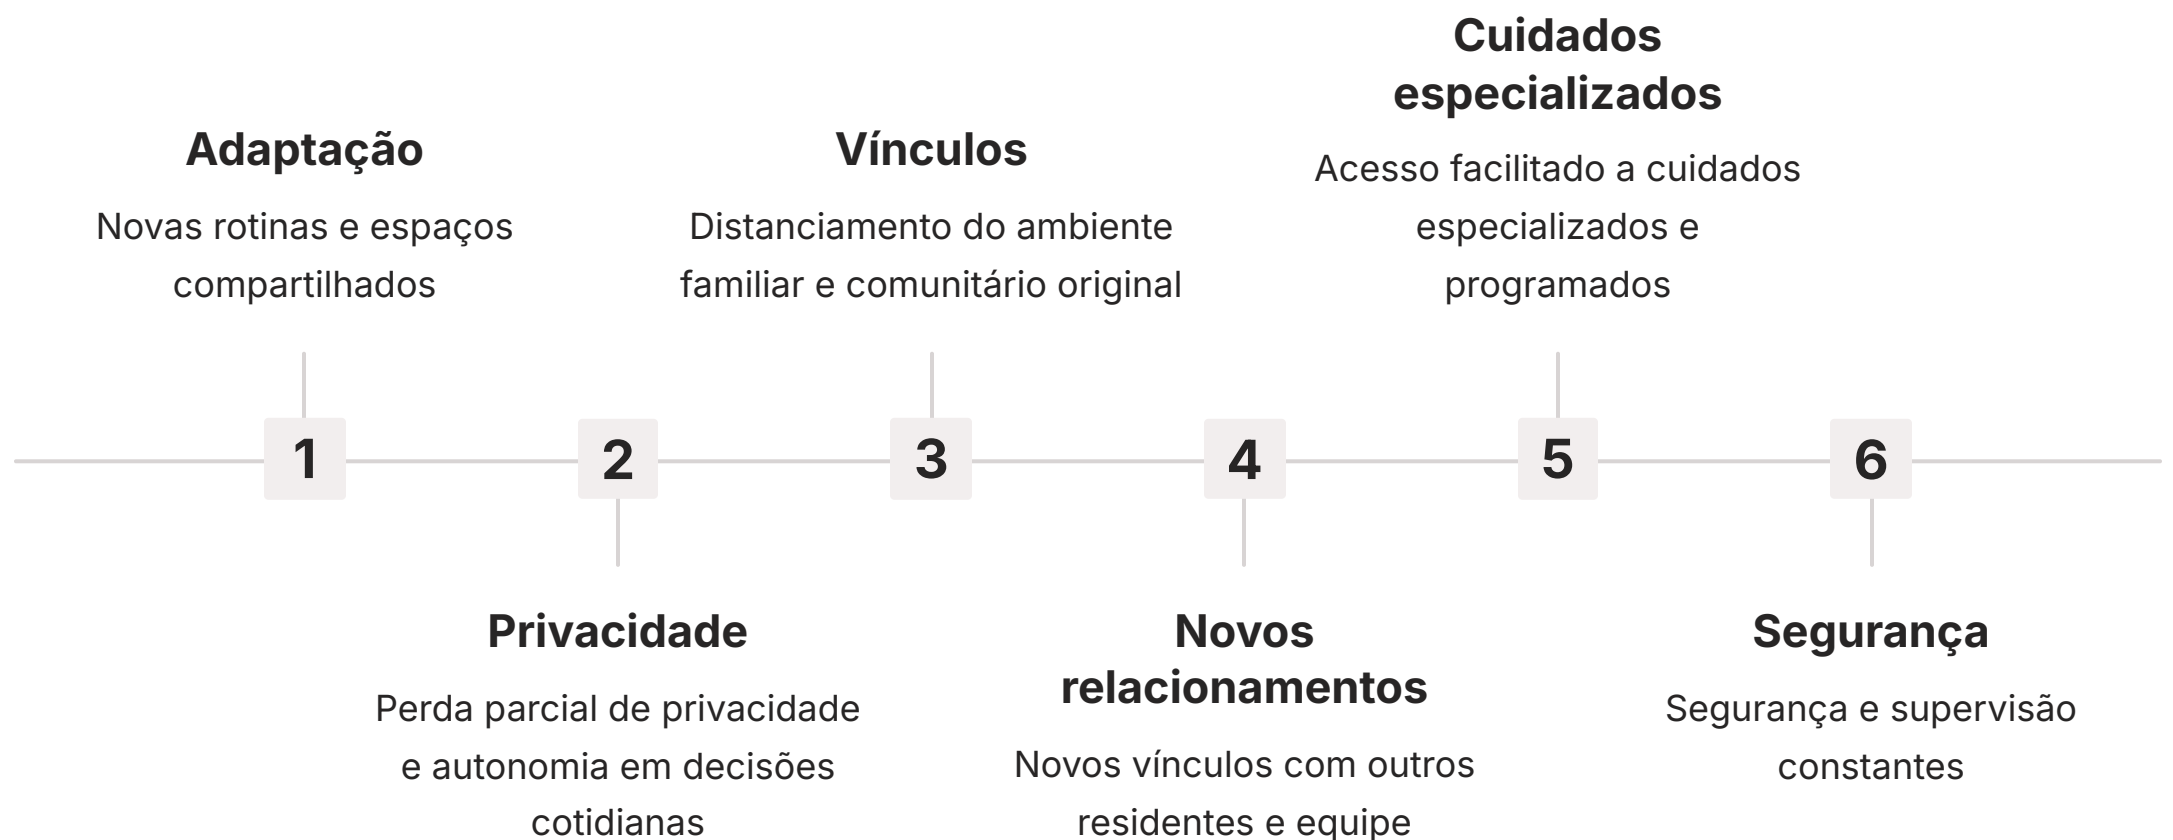 Adaptação
Novas rotinas e espaços
compartilhados
1
Privacidade
Perda parcial de privacidade
e autonomia em decisões
cotidianas
2
Vínculos
Distanciamento do ambiente
familiar e comunitário original
3
Novos
relacionamentos
Novos vínculos com outros
residentes e equipe
4
Cuidados
especializados
Acesso facilitado a cuidados
especializados e
programados
5
Segurança
Segurança e supervisão
constantes
6